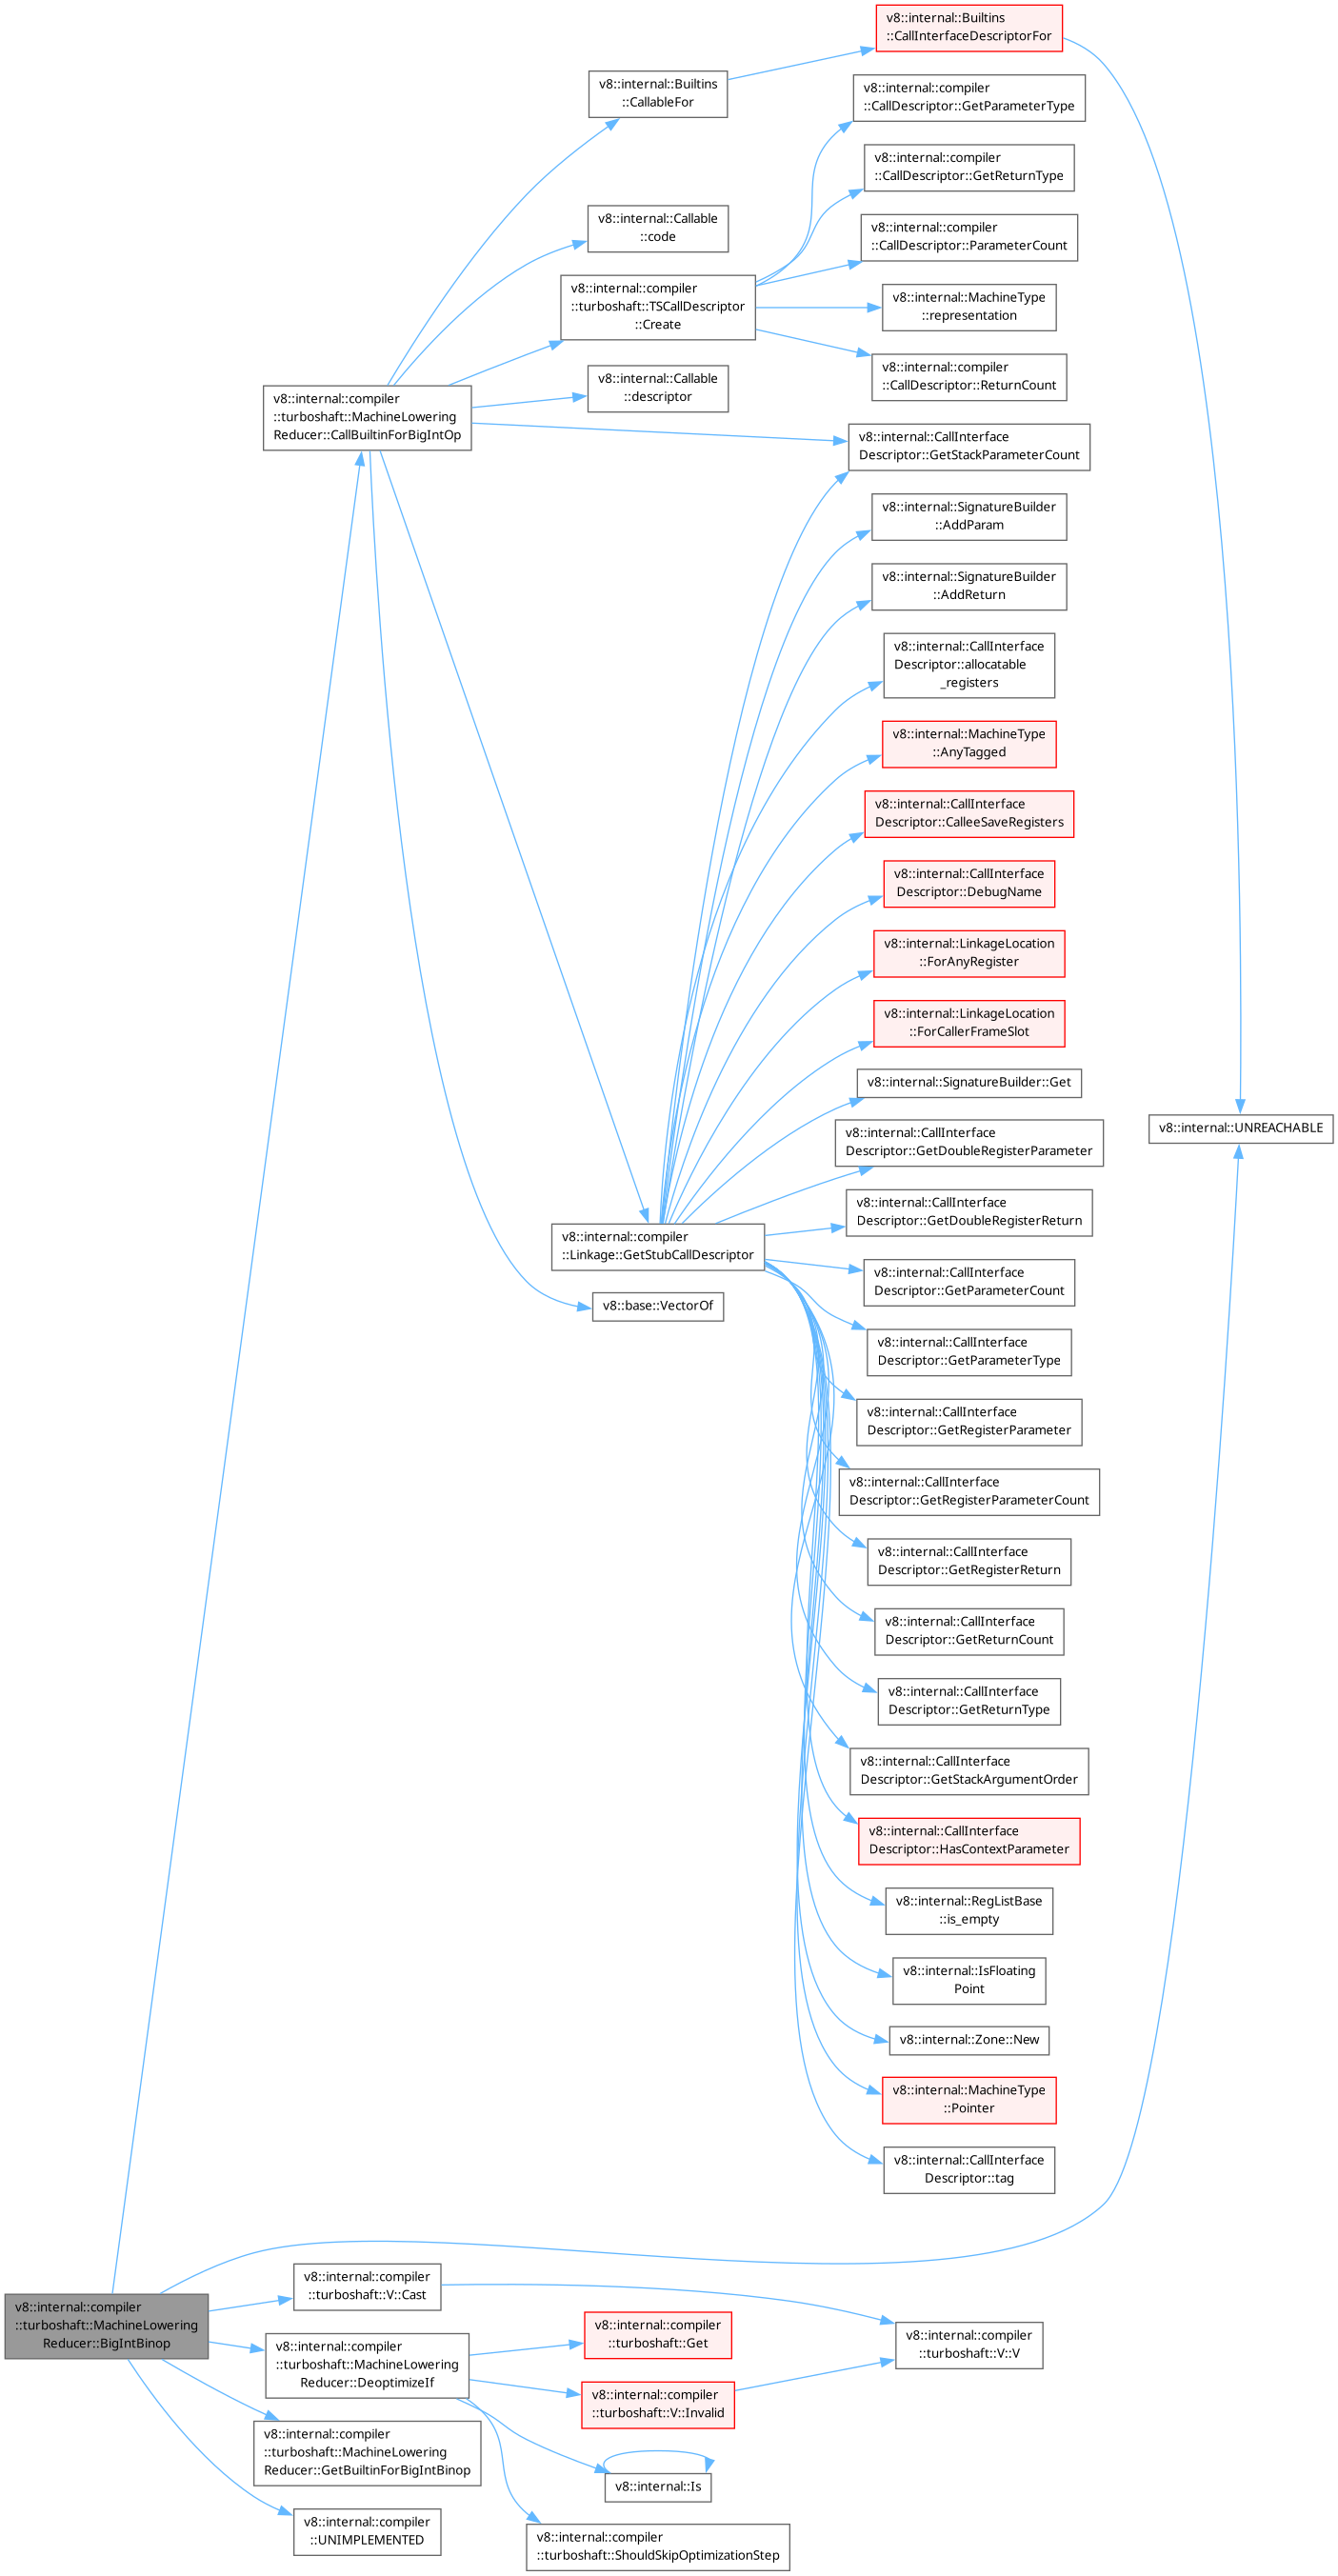 v8::internal::Builtins
::CallInterfaceDescriptorFor
v8::internal::Builtins
::CallableFor
v8::internal::compiler
::CallDescriptor::GetParameterType
v8::internal::compiler
::CallDescriptor::GetReturnType
v8::internal::Callable
::code
v8::internal::compiler
::CallDescriptor::ParameterCount
v8::internal::compiler
::turboshaft::TSCallDescriptor
::Create
v8::internal::MachineType
::representation
v8::internal::compiler
::CallDescriptor::ReturnCount
v8::internal::Callable
::descriptor
v8::internal::compiler
::turboshaft::MachineLowering
Reducer::CallBuiltinForBigIntOp
v8::internal::CallInterface
Descriptor::GetStackParameterCount
v8::internal::SignatureBuilder
::AddParam
v8::internal::SignatureBuilder
::AddReturn
v8::internal::CallInterface
Descriptor::allocatable
_registers
v8::internal::MachineType
::AnyTagged
v8::internal::CallInterface
Descriptor::CalleeSaveRegisters
v8::internal::CallInterface
Descriptor::DebugName
v8::internal::LinkageLocation
::ForAnyRegister
v8::internal::LinkageLocation
::ForCallerFrameSlot
v8::internal::SignatureBuilder::Get
v8::internal::UNREACHABLE
v8::internal::CallInterface
Descriptor::GetDoubleRegisterParameter
v8::internal::CallInterface
Descriptor::GetDoubleRegisterReturn
v8::internal::compiler
::Linkage::GetStubCallDescriptor
v8::internal::CallInterface
Descriptor::GetParameterCount
v8::base::VectorOf
v8::internal::CallInterface
Descriptor::GetParameterType
v8::internal::CallInterface
Descriptor::GetRegisterParameter
v8::internal::CallInterface
Descriptor::GetRegisterParameterCount
v8::internal::CallInterface
Descriptor::GetRegisterReturn
v8::internal::CallInterface
Descriptor::GetReturnCount
v8::internal::CallInterface
Descriptor::GetReturnType
v8::internal::CallInterface
Descriptor::GetStackArgumentOrder
v8::internal::CallInterface
Descriptor::HasContextParameter
v8::internal::RegListBase
::is_empty
v8::internal::IsFloating
Point
v8::internal::Zone::New
v8::internal::MachineType
::Pointer
v8::internal::CallInterface
Descriptor::tag
v8::internal::compiler
::turboshaft::V::Cast
v8::internal::compiler
::turboshaft::MachineLowering
Reducer::BigIntBinop
v8::internal::compiler
::turboshaft::Get
v8::internal::compiler
::turboshaft::V::V
v8::internal::compiler
::turboshaft::MachineLowering
Reducer::DeoptimizeIf
v8::internal::compiler
::turboshaft::V::Invalid
v8::internal::compiler
::turboshaft::MachineLowering
Reducer::GetBuiltinForBigIntBinop
v8::internal::Is
v8::internal::compiler
::UNIMPLEMENTED
v8::internal::compiler
::turboshaft::ShouldSkipOptimizationStep